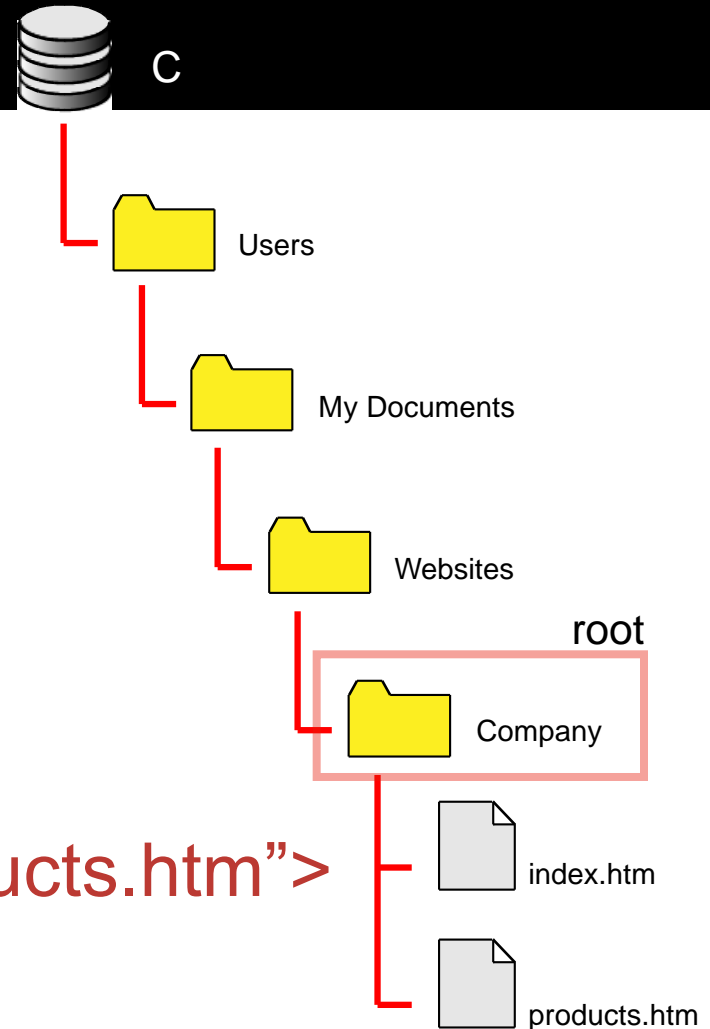 C
Users
My Documents
Websites
root
Company
index.htm
ucts.htm”>
products.htm